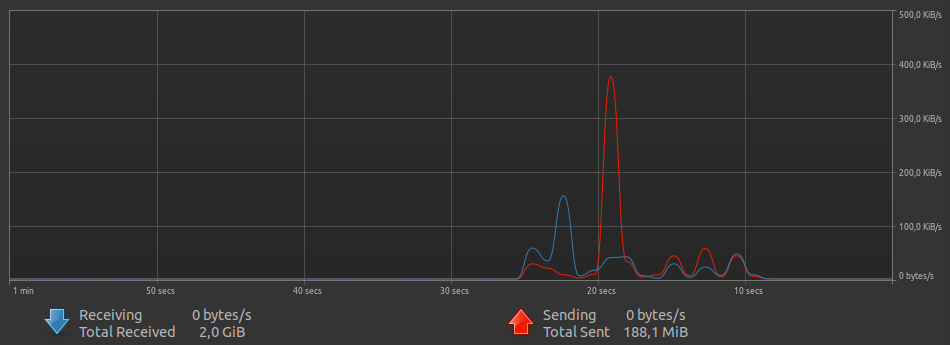 500,0 KiB/s
400,0 KiB/s
300,0 KiB/s
200,0 KiB/s
100,0 KiB/s
0 bytes/s
1 min 50 secs 40 secs 30 secs 20 secs 10 secs
Receiving 0 bytes/s Sending 0 bytes/s
Total Received 2,0 GiB Total Sent 188,1 MiB